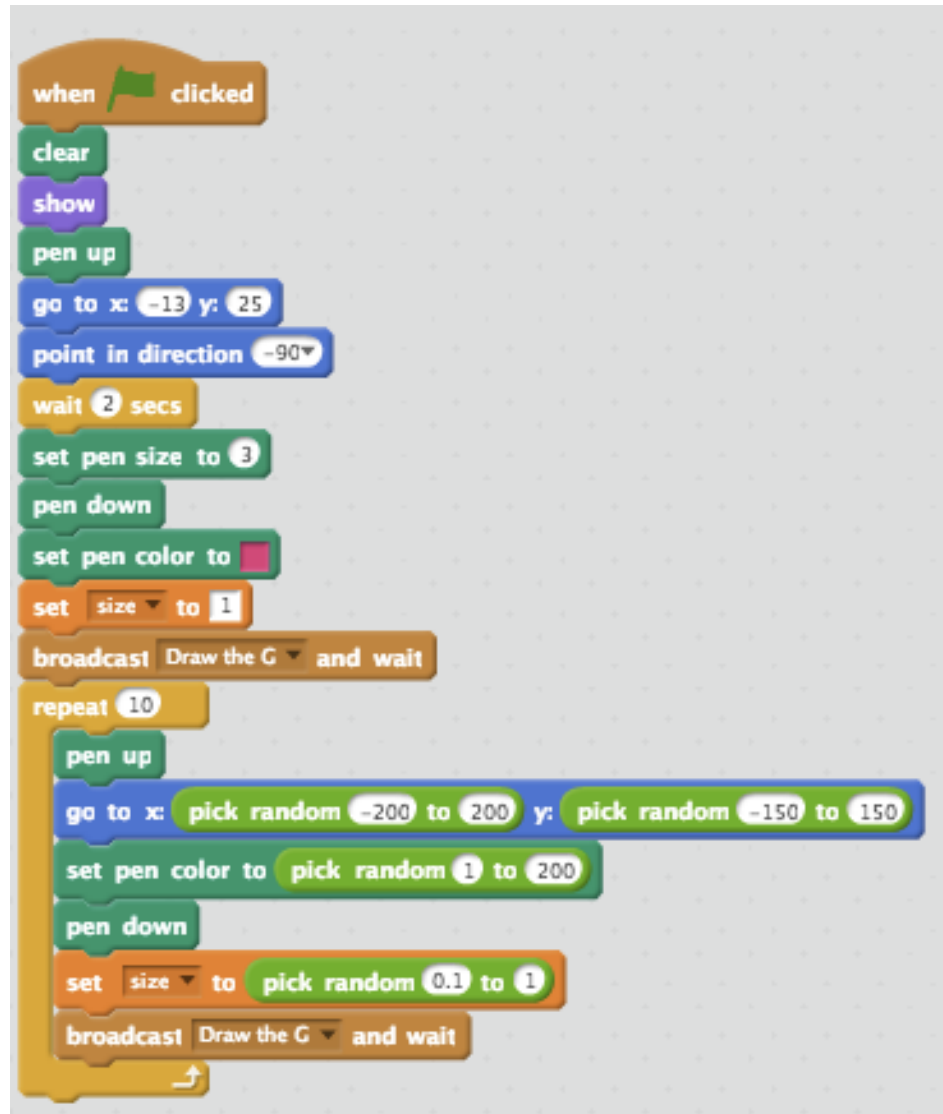 when clicked
clear
show
pen up
go to x: -13 y: 25
point in direction -90
wait 2 secs
set pen size to 3
pen down
set pen color to
set size to 1
broadcast Draw the G and wait
repeat 10
pen up
go to x: pick random -200 to 200 y: pick random -150 to 150
set pen color to pick random 1 to 200
pen down
set size to pick random 0.1 to 1
broadcast Draw the G and wait